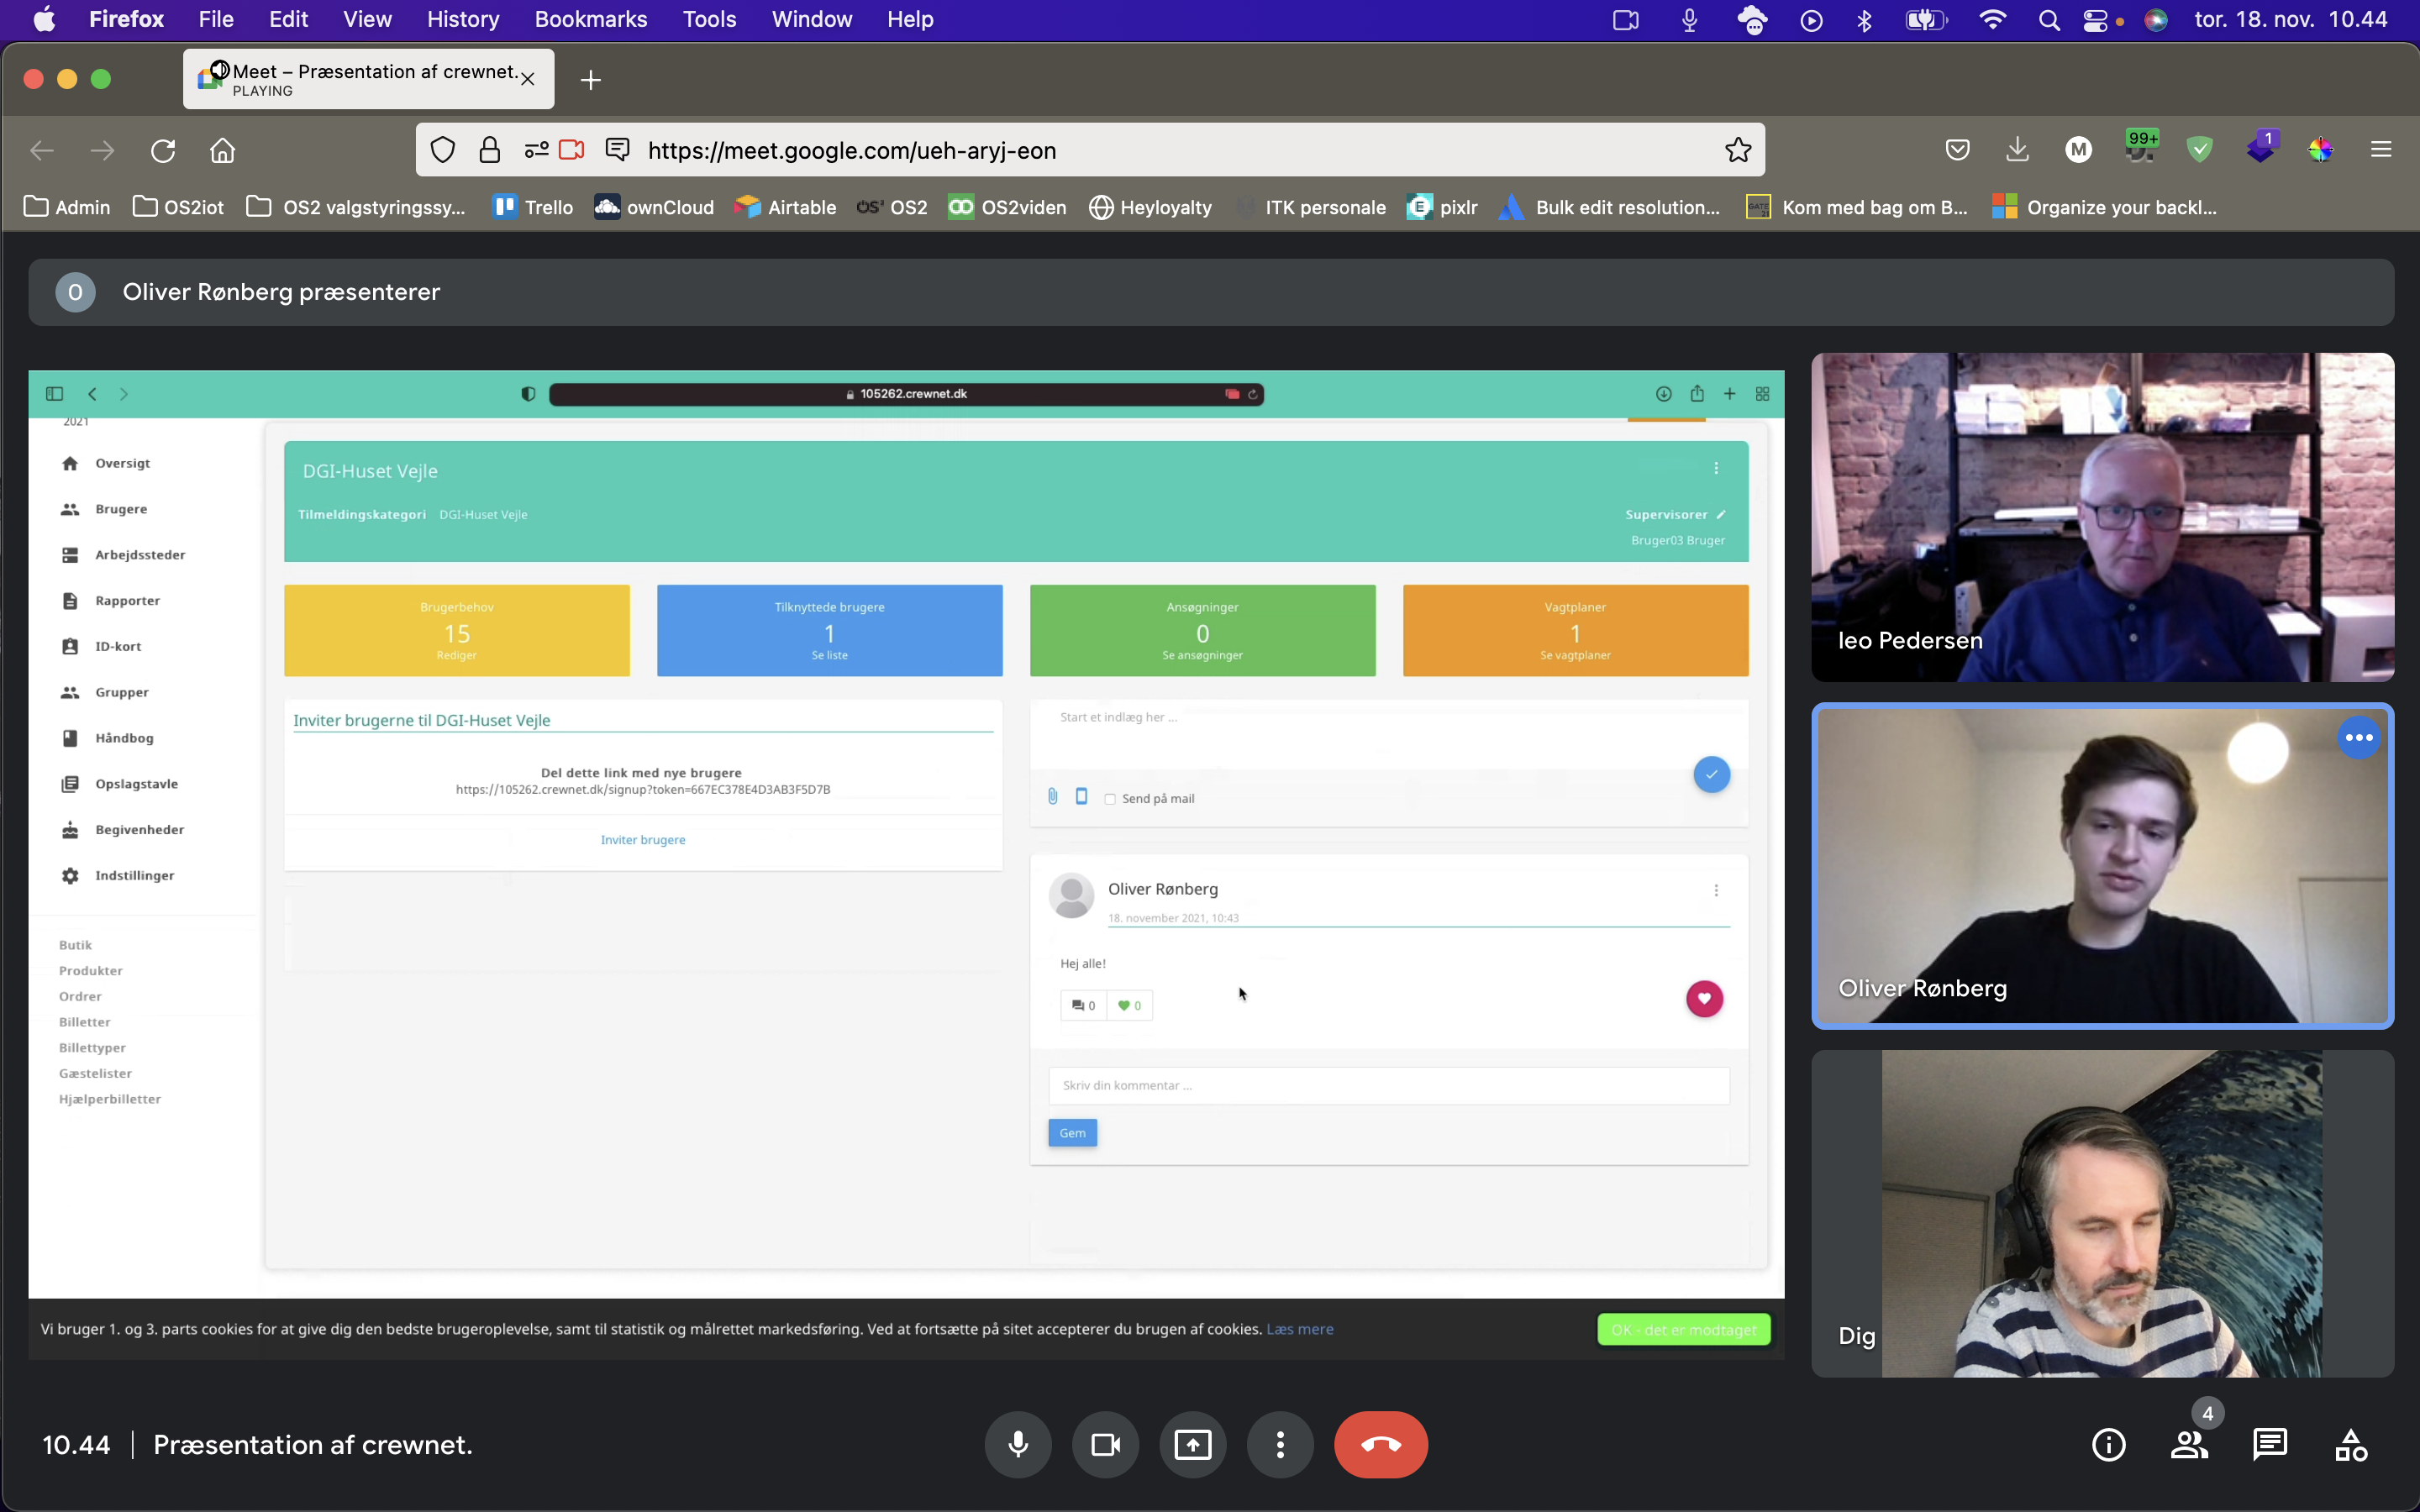 Firefox File Edit View History Bookmarks Tools Window Help
tor. 18. nov. 10.44
Meet – Præsentation af crewnet.
PLAYING
https://meet.google.com/ueh-aryj-eon
M
99+
1
Admin
OS2iot
OS2 valgstyringssy...
Trello
ownCloud
Airtable
OS²
OS2
OS2viden
Heyloyalty
ITK personale
E
pixlr
Bulk edit resolution...
GATE 21
Kom med bag om B...
Organize your backl...
O
Oliver Rønberg præsenterer
105262.crewnet.dk
2021
Oversigt
Brugere
Arbejdssteder
Rapporter
ID-kort
Grupper
Håndbog
Opslagstavle
Begivenheder
Indstillinger
Butik
Produkter
Ordrer
Billetter
Billettyper
Gæstelister
Hjælperbilletter
DGI-Huset Vejle
Tilmeldingskategori DGI-Huset Vejle
Supervisorer
Bruger03 Bruger
Brugerbehov
15
Rediger
Tilknyttede brugere
1
Se liste
Ansøgninger
0
Se ansøgninger
Vagtplaner
1
Se vagtplaner
Inviter brugerne til DGI-Huset Vejle
Del dette link med nye brugere
https://105262.crewnet.dk/signup?token=667EC378E4D3AB3F5D7B
Inviter brugere
Start et indlæg her ...
Send på mail
Oliver Rønberg
18. november 2021, 10:43
Hej alle!
0
0
Skriv din kommentar ...
Gem
Vi bruger 1. og 3. parts cookies for at give dig den bedste brugeroplevelse, samt til statistik og målrettet markedsføring. Ved at fortsætte på sitet accepterer du brugen af cookies. Læs mere
OK - det er modtaget
leo Pedersen
Oliver Rønberg
Dig
10.44
Præsentation af crewnet.
4